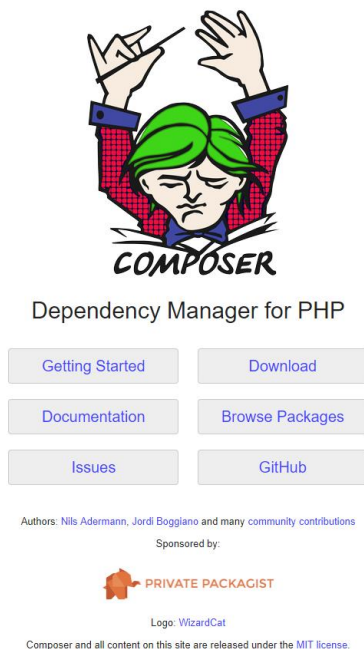 COMPOSER
Dependency Manager for PHP
Getting Started
Download
Documentation
Browse Packages
Issues
GitHub
Authors: Nils Adermann, Jordi Boggiano and many community contributions
Sponsored by:
PRIVATE PACKAGIST
Logo: WizardCat
Composer and all content on this site are released under the MIT license.